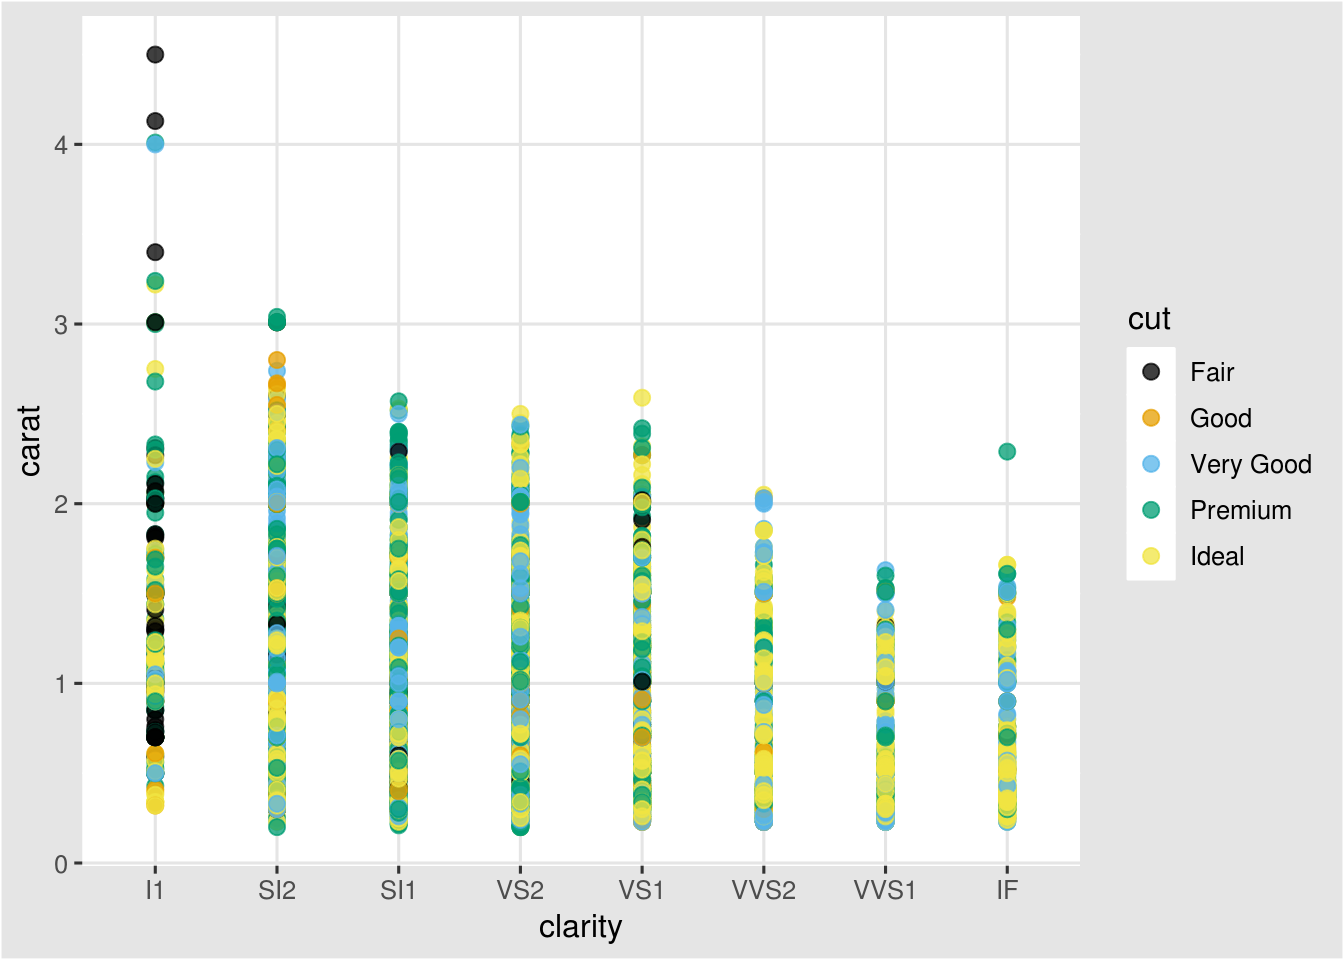 4
3
2
1
0
carat
I1 SI2 SI1 VS2 VS1 VVS2 VVS1 IF
clarity
cut
Fair
Good
Very Good
Premium
Ideal